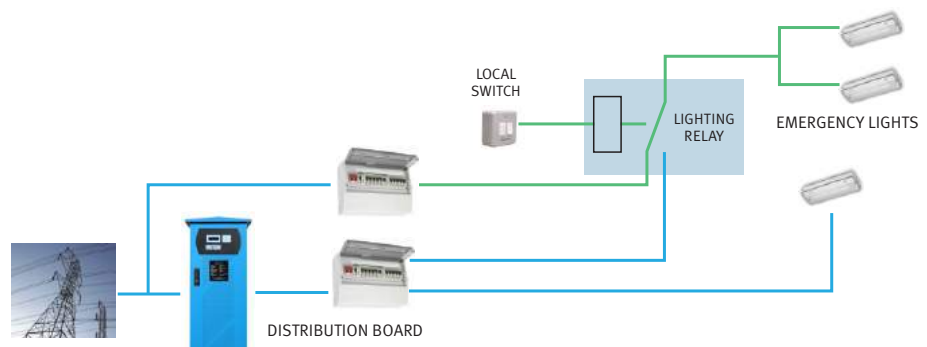 LOCAL
SWITCH
LIGHTING
RELAY
EMERGENCY LIGHTS
DISTRIBUTION BOARD